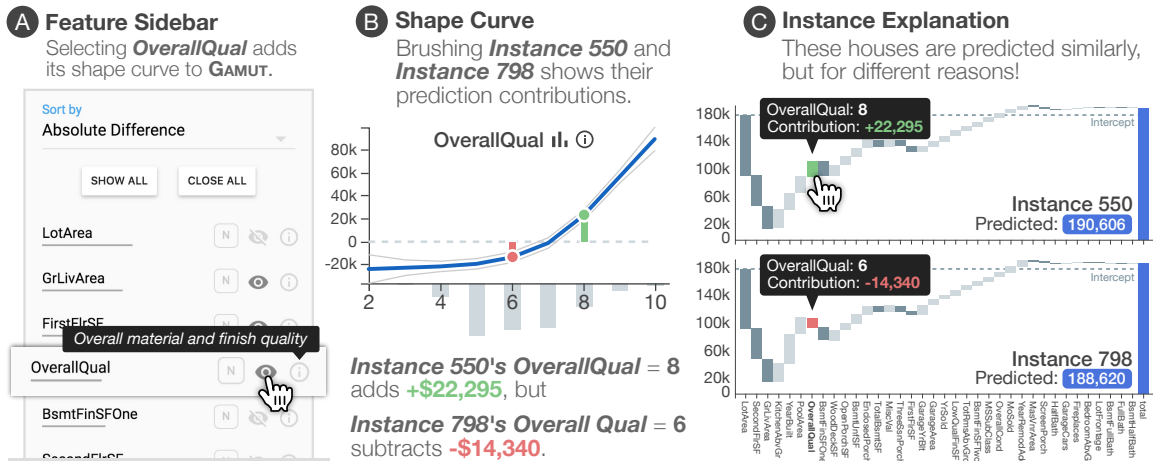 A Feature Sidebar
Selecting OverallQual adds
its shape curve to GAMUT.
Sort by
Absolute Difference
SHOW ALL
CLOSE ALL
LotArea
N
GrLivArea
N
FirstFlrSF
Overall material and finish quality
OverallQual
N
BsmtFinSFOne
N
B Shape Curve
Brushing Instance 550 and
Instance 798 shows their
prediction contributions.
OverallQual
80k
60k
40k
20k
0
-20k
2 4 6 8 10
Instance 550's OverallQual = 8
adds +$22,295, but
Instance 798's Overall Qual = 6
subtracts -$14,340.
C Instance Explanation
These houses are predicted similarly,
but for different reasons!
180k
140k
100k
60k
20k
0
OverallQual: 8
Contribution: +22,295
Intercept
Instance 550
Predicted: 190,606
180k
140k
100k
60k
20k
OverallQual: 6
Contribution: -14,340
Intercept
Instance 798
Predicted: 188,620
LotArea
SecondFlrSF
GrLivArea
KitchenAbvGr
YearBuilt
PoolArea
OverallQual
BsmtFinSFOne
WoodDeckSF
OpenPorchSF
BsmtUnfSF
EnclosedPorch
TotalBsmtSF
MiscVal
ThreeSsnPorch
FirstFlrSF
GarageYrBlt
GarageArea
YrSold
LowQualFinSF
TotRmsAbvGrd
BsmtFinSFTwo
MSSubClass
OverallCond
MoSold
YearRemodAdd
MasVnrArea
ScreenPorch
HalfBath
GarageCars
Fireplaces
BedroomAbvGr
LotFrontage
BsmtFullBath
FullBath
BsmtHalfBath
total